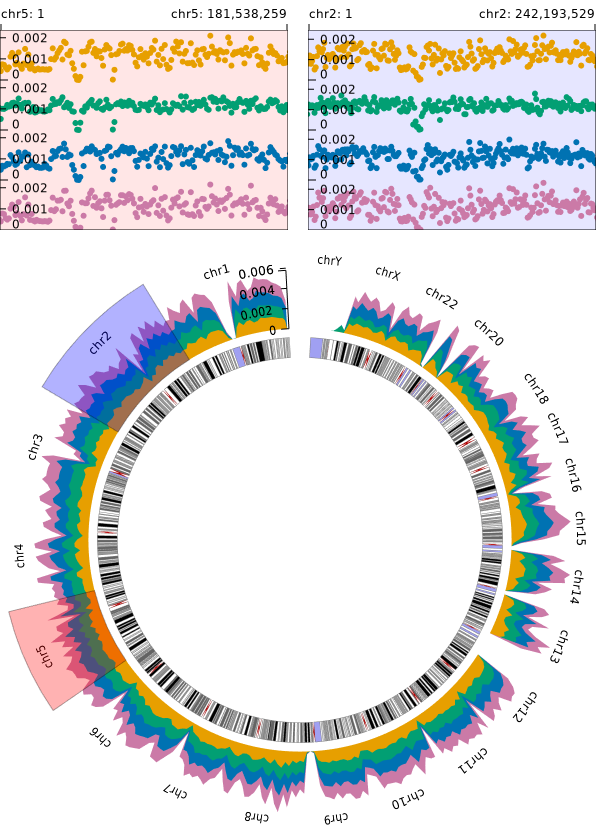 chr5: 1 chr5: 181,538,259 chr2: 1 chr2: 242,193,529
0.002 0.002
0.001 0.001
0 0
0.002 0.002
0.001 0.001
0 0
0.002 0.002
0.001 0.001
0 0
0.002 0.002
0.001 0.001
0 0
chr1
0.006
0.004
0.002
0
chrY
chrX
chr22
chr20
chr18
chr17
chr16
chr15
chr14
chr13
chr12
chr11
chr10
chr9
chr8
chr7
chr6
chr5
chr4
chr3
chr2